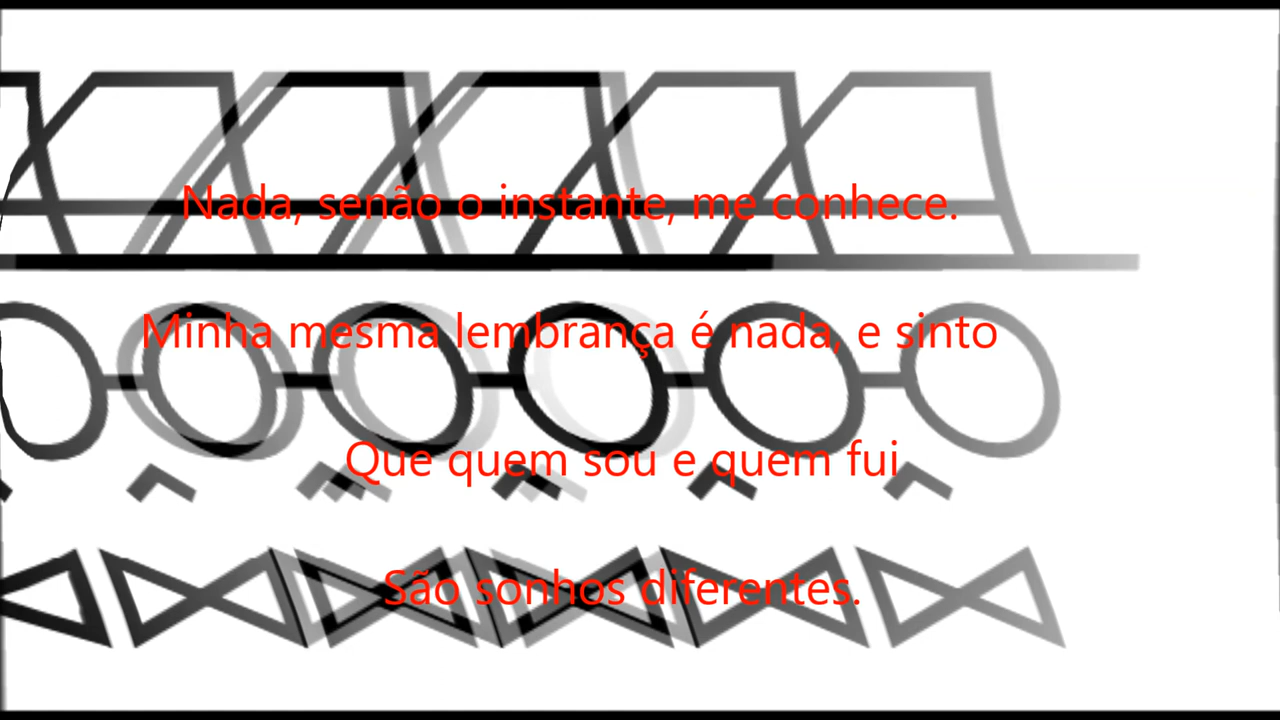 Nada, senão o instante, me conhece.
Minha mesma lembrança é nada, e sinto
Que quem sou e quem fui
São sonhos diferentes.